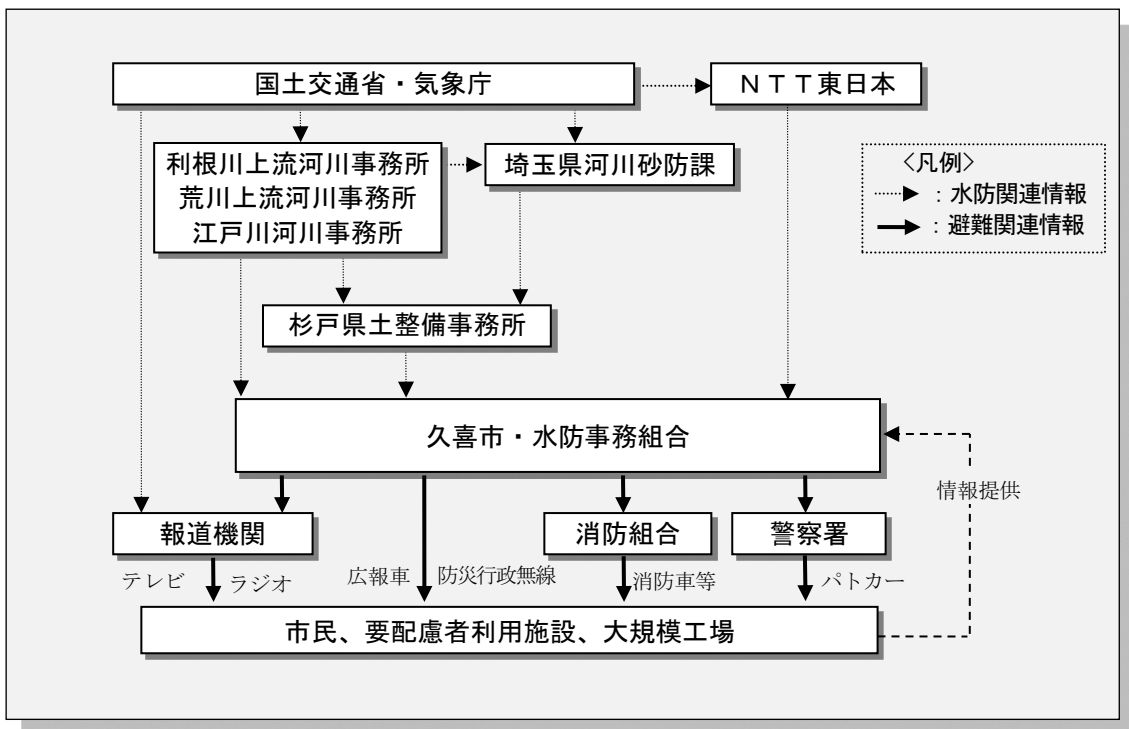 国土交通省・気象庁
ＮＴＴ東日本
利根川上流河川事務所
荒川上流河川事務所
江戸川河川事務所
埼玉県河川砂防課
〈凡例〉
：水防関連情報
：避難関連情報
杉戸県土整備事務所
久喜市・水防事務組合
情報提供
報道機関
消防組合
警察署
テレビ
ラジオ
広報車
防災行政無線
消防車等
パトカー
市民、要配慮者利用施設、大規模工場